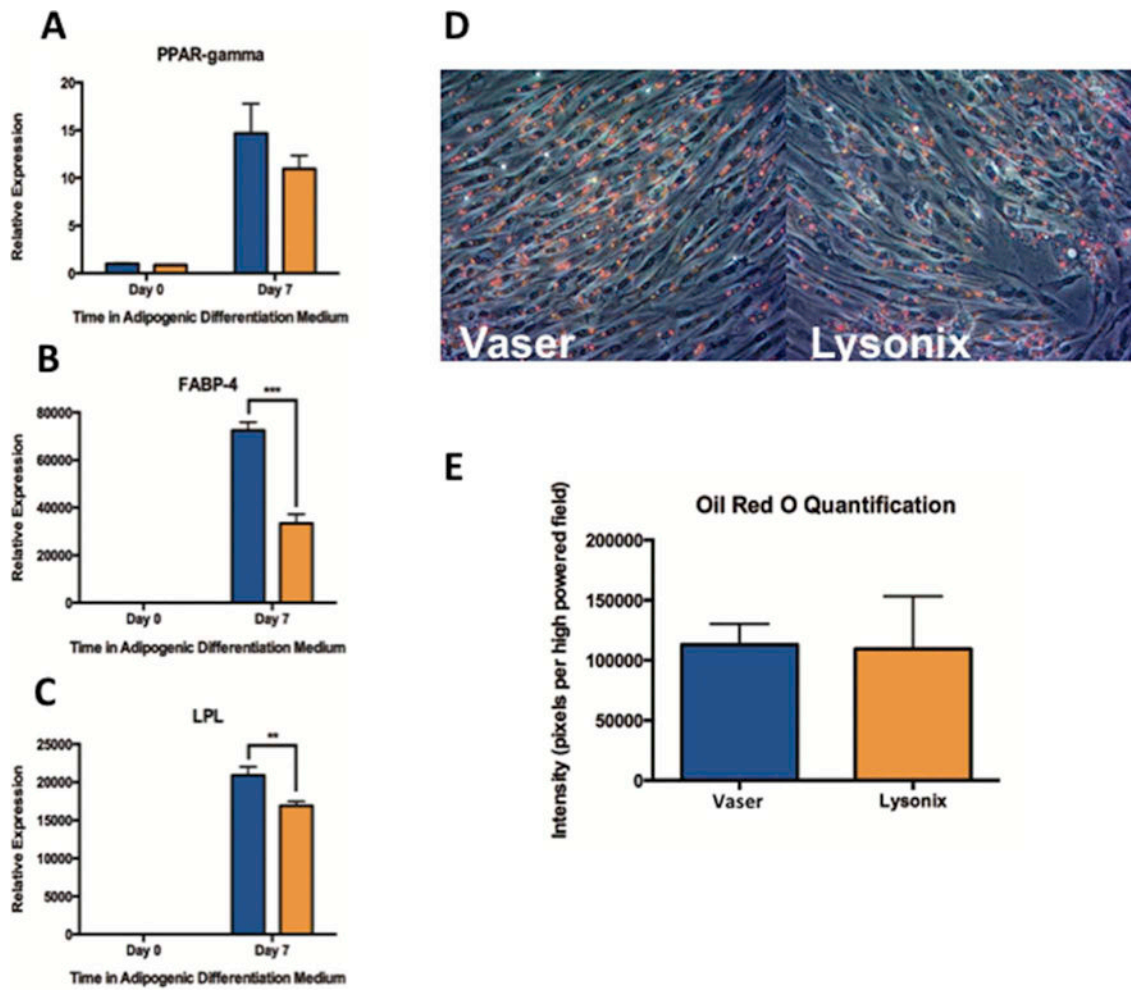 A
PPAR-gamma
Relative Expression
20
15
10
5
0
Day 0
Day 7
Time in Adipogenic Differentiation Medium
B
FABP-4
***
Relative Expression
80000
60000
40000
20000
0
Day 0
Day 7
Time in Adipogenic Differentiation Medium
C
LPL
**
Relative Expression
25000
20000
15000
10000
5000
0
Day 0
Day 7
Time in Adipogenic Differentiation Medium
D
Vaser
Lysonix
E
Oil Red O Quantification
Intensity (pixels per high powered field)
200000
150000
100000
50000
0
Vaser
Lysonix